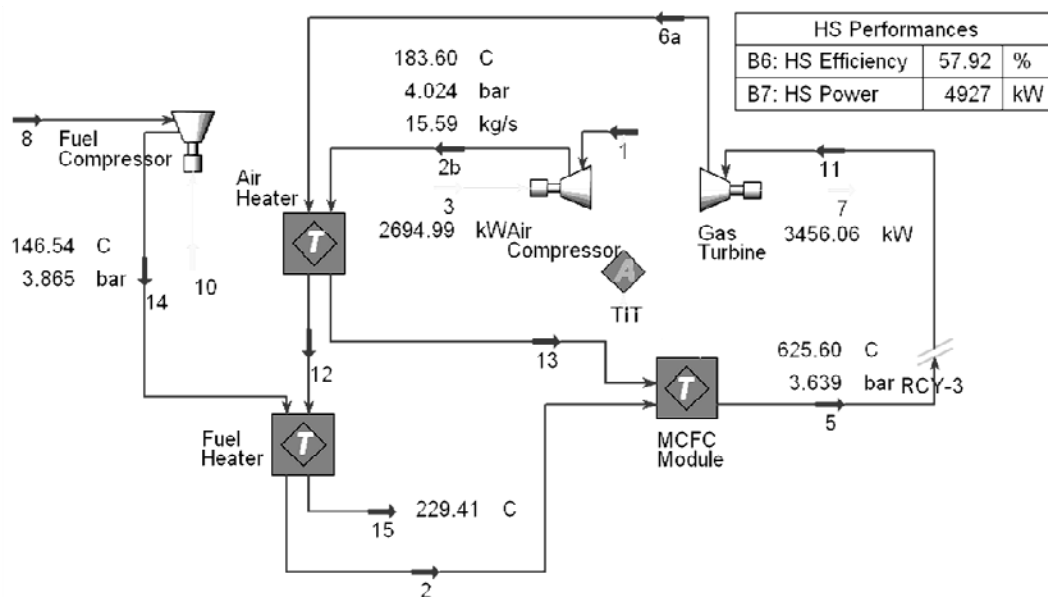 6a
HS Performances
B6: HS Efficiency 57.92 %
B7: HS Power 4927 kW
183.60 C
4.024 bar
15.59 kg/s
8
Fuel
Compressor
1
2b
11
Air
Heater
3
7
2694.99 kW
Air
Compressor
Gas
Turbine
3456.06 kW
T
146.54 C
3.865 bar
14
10
A
TiT
12
13
625.60 C
3.639 bar
RCY-3
T
5
Fuel
Heater
T
MCFC
Module
15
229.41 C
2